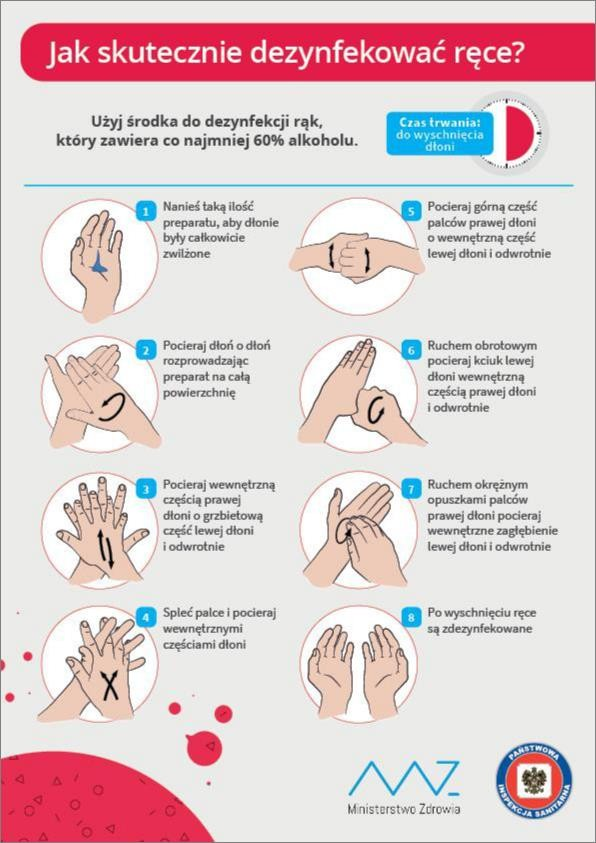 Jak skutecznie dezynfekować ręce?
Użyj środka do dezynfekcji rąk,
który zawiera co najmniej 60% alkoholu.
Czas trwania:
do wyschnięcia
dłoni
1
Nanieś taką ilość
preparatu, aby dłonie
były całkowicie
zwilżone
2
Pocieraj dłoń o dłoń
rozprowadzając
preparat na całą
powierzchnię
3
Pocieraj wewnętrzną
częścią prawej
dłoni o grzbietową
część lewej dłoni
i odwrotnie
4
Spleć palce i pocieraj
wewnętrznymi
częściami dłoni
5
Pocieraj górną część
palców prawej dłoni
o wewnętrzną część
lewej dłoni i odwrotnie
6
Ruchem obrotowym
pocieraj kciuk lewej
dłoni wewnętrzną
częścią prawej dłoni
i odwrotnie
7
Ruchem okrężnym
opuszkami palców
prawej dłoni pocieraj
wewnętrzne zagłębienie
lewej dłoni i odwrotnie
8
Po wyschnięciu ręce
są zdezynfekowane
MZ
Ministerstwo Zdrowia
PAŃSTWOWA
INSPEKCJA SANITARNA